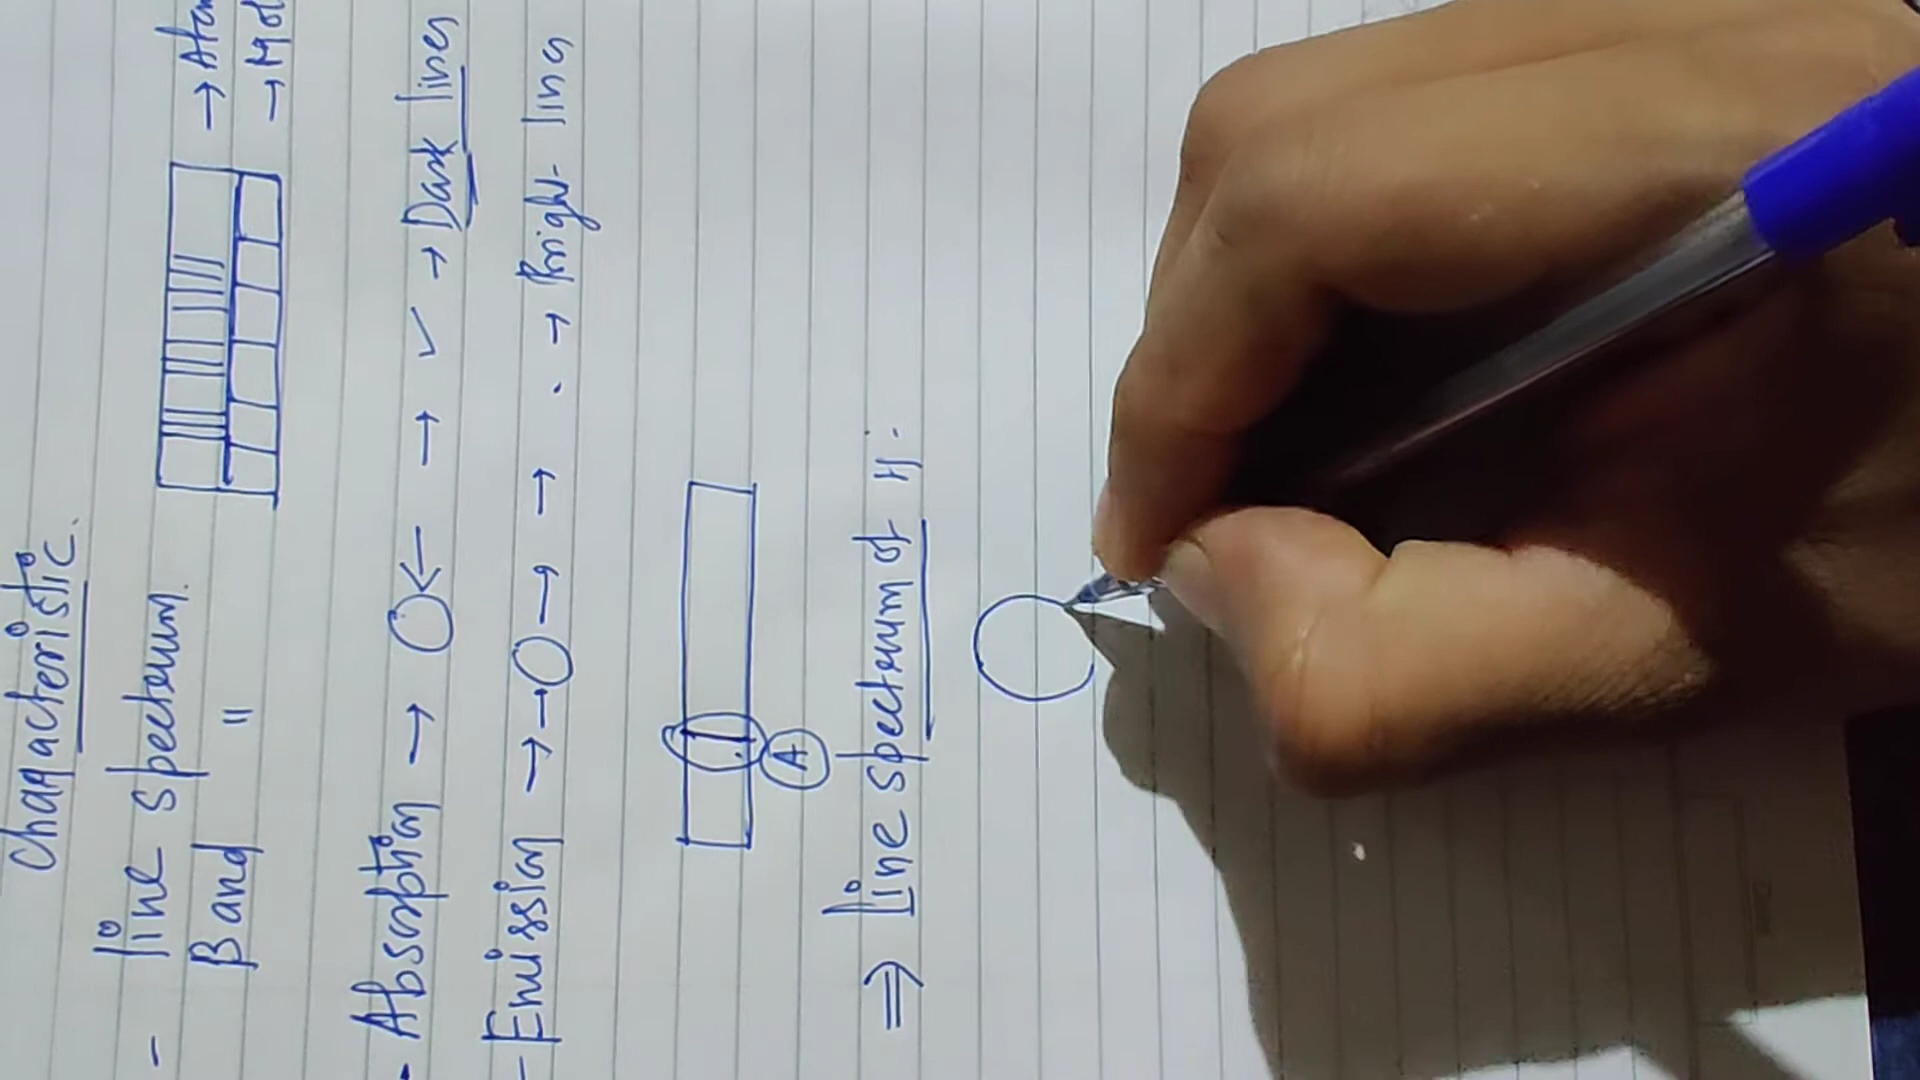 characteristic.
- line spectrum. → Atom
Band " → Mol
- Absorption → O← → ✓ → Dark lines
- Emission → →O→ → . → Bright lines
A
⇒ Line spectrum of H.